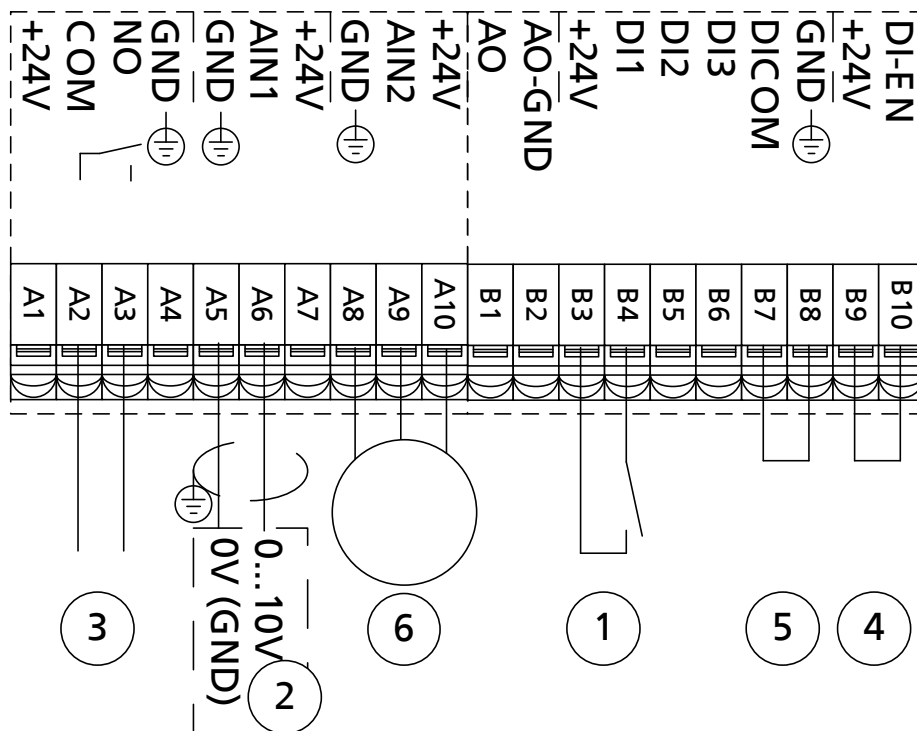 +24V
COM
NO
GND
GND
AIN1
+24V
GND
AIN2
+24V
AO
AO-GND
+24V
DI1
DI2
DI3
DICOM
GND
+24V
DI-EN
A1
A2
A3
A4
A5
A6
A7
A8
A9
A10
B1
B2
B3
B4
B5
B6
B7
B8
B9
B10
0V (GND)
0...10V
3
2
6
1
5
4